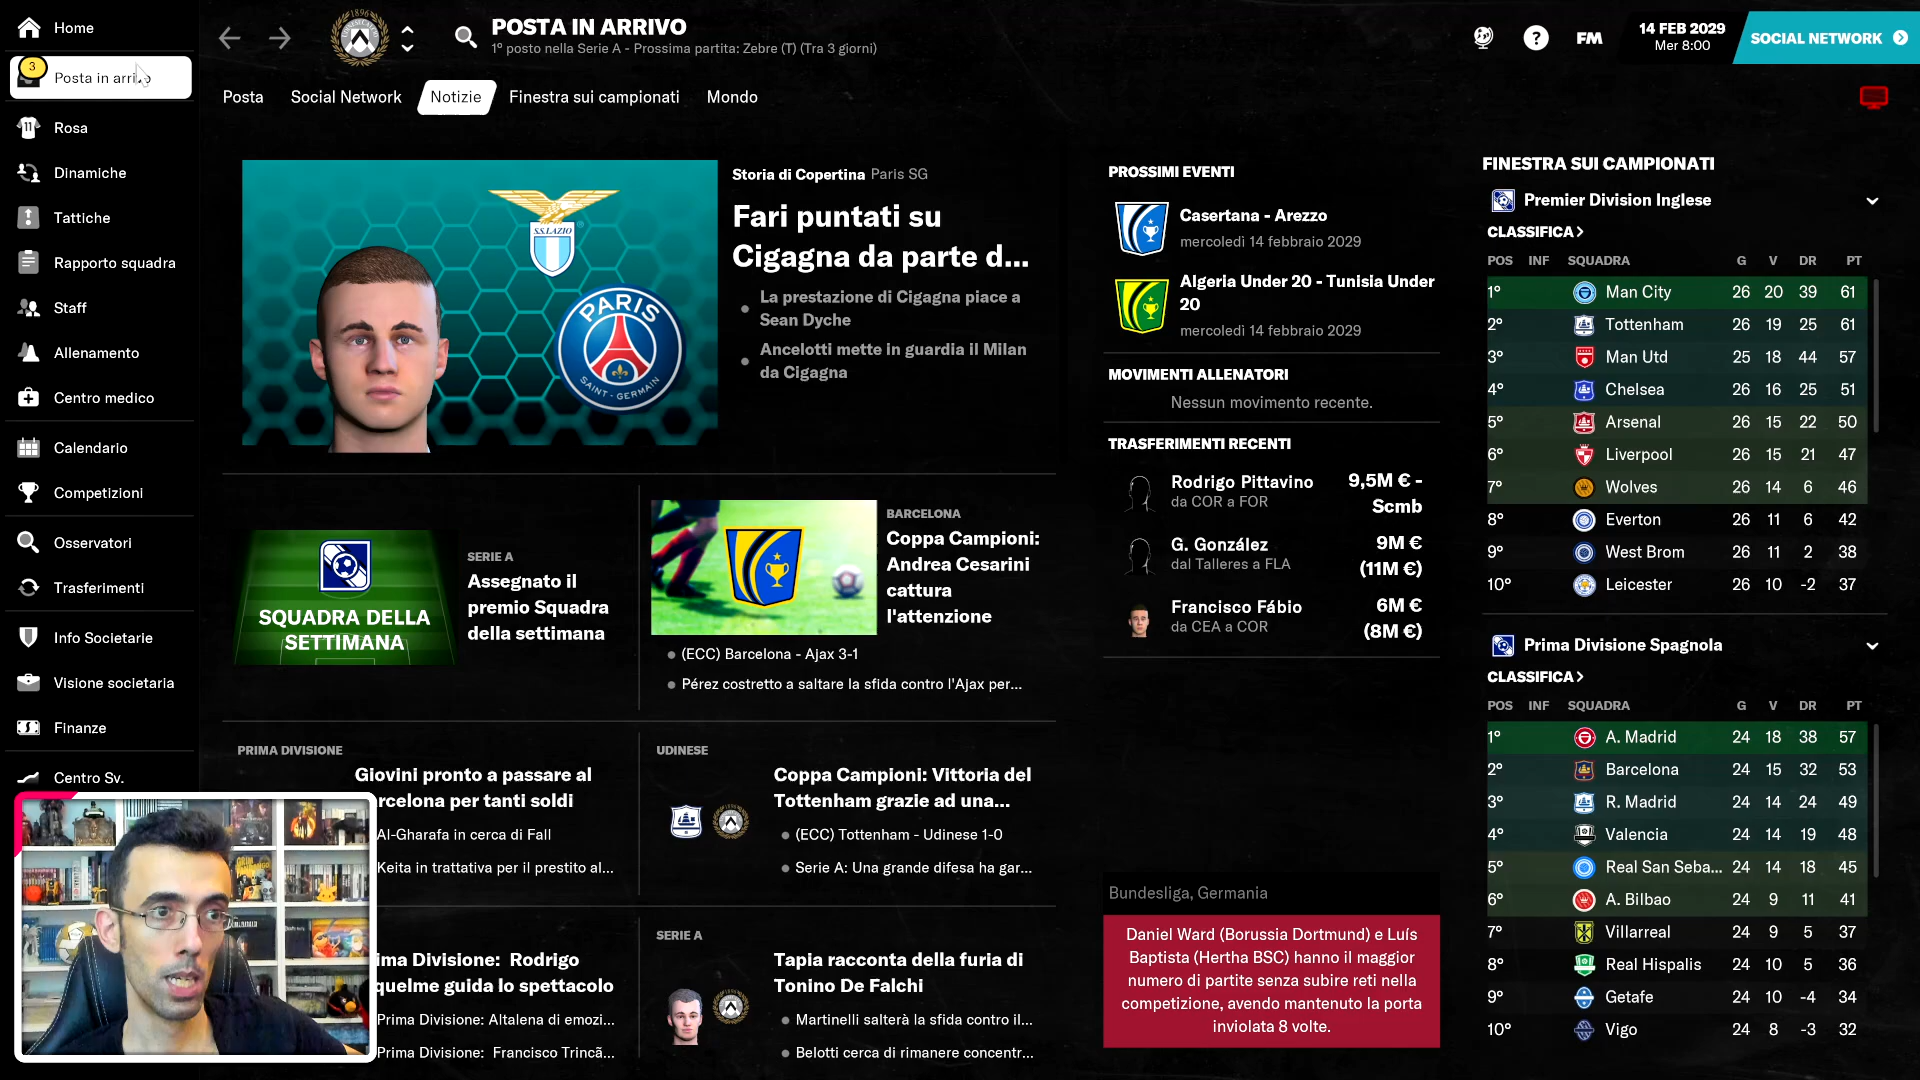 Home
3
Posta in arrivo
Rosa
Dinamiche
Tattiche
Rapporto squadra
Staff
Allenamento
Centro medico
Calendario
Competizioni
Osservatori
Trasferimenti
Info Societarie
Visione societaria
Finanze
Centro Sv.
1896
POSTA IN ARRIVO
1° posto nella Serie A - Prossima partita: Zebre (T) (Tra 3 giorni)
?
FM
14 FEB 2029
Mer 8:00
SOCIAL NETWORK
Posta
Social Network
Notizie
Finestra sui campionati
Mondo
S.S.LAZIO
PARIS
SAINT-GERMAIN
Storia di Copertina Paris SG
Fari puntati su
Cigagna da parte d...
La prestazione di Cigagna piace a
Sean Dyche
Ancelotti mette in guardia il Milan
da CIgagna
SQUADRA DELLA
SETTIMANA
SERIE A
Assegnato il
premio Squadra
della settimana
BARCELONA
Coppa Campioni:
Andrea Cesarini
cattura
l'attenzione
(ECC) Barcelona - Ajax 3-1
Pérez costretto a saltare la sfida contro l'Ajax per...
PRIMA DIVISIONE
Giovini pronto a passare al
rcelona per tanti soldi
Al-Gharafa in cerca di Fall
Keita in trattativa per il prestito al...
UDINESE
Coppa Campioni: Vittoria del
Tottenham grazie ad una...
(ECC) Tottenham - Udinese 1-0
Serie A: Una grande difesa ha gar...
ima Divisione: Rodrigo
quelme guida lo spettacolo
Prima Divisione: Altalena di emozi...
Prima Divisione: Francisco Trincã...
SERIE A
Tapia racconta della furia di
Tonino De Falchi
Martinelli salterà la sfida contro il...
Belotti cerca di rimanere concentr...
PROSSIMI EVENTI
Casertana - Arezzo
mercoledì 14 febbraio 2029
Algeria Under 20 - Tunisia Under
20
mercoledì 14 febbraio 2029
MOVIMENTI ALLENATORI
Nessun movimento recente.
TRASFERIMENTI RECENTI
Rodrigo Pittavino 9,5M € -
da COR a FOR Scmb
G. González 9M €
dal Talleres a FLA (11M €)
Francisco Fábio 6M €
da CEA a COR (8M €)
Bundesliga, Germania
Daniel Ward (Borussia Dortmund) e Luís
Baptista (Hertha BSC) hanno il maggior
numero di partite senza subire reti nella
competizione, avendo mantenuto la porta
inviolata 8 volte.
FINESTRA SUI CAMPIONATI
Premier Division Inglese
CLASSIFICA >
POS INF SQUADRA G V DR PT
1° Man City 26 20 39 61
2° Tottenham 26 19 25 61
3° Man Utd 25 18 44 57
4° Chelsea 26 16 25 51
5° Arsenal 26 15 22 50
6° Liverpool 26 15 21 47
7° Wolves 26 14 6 46
8° Everton 26 11 6 42
9° West Brom 26 11 2 38
10° Leicester 26 10 -2 37
Prima Divisione Spagnola
CLASSIFICA >
POS INF SQUADRA G V DR PT
1° A. Madrid 24 18 38 57
2° Barcelona 24 15 32 53
3° R. Madrid 24 14 24 49
4° Valencia 24 14 19 48
5° Real San Seba... 24 14 18 45
6° A. Bilbao 24 9 11 41
7° Villarreal 24 9 5 37
8° Real Hispalis 24 10 5 36
9° Getafe 24 10 -4 34
10° Vigo 24 8 -3 32